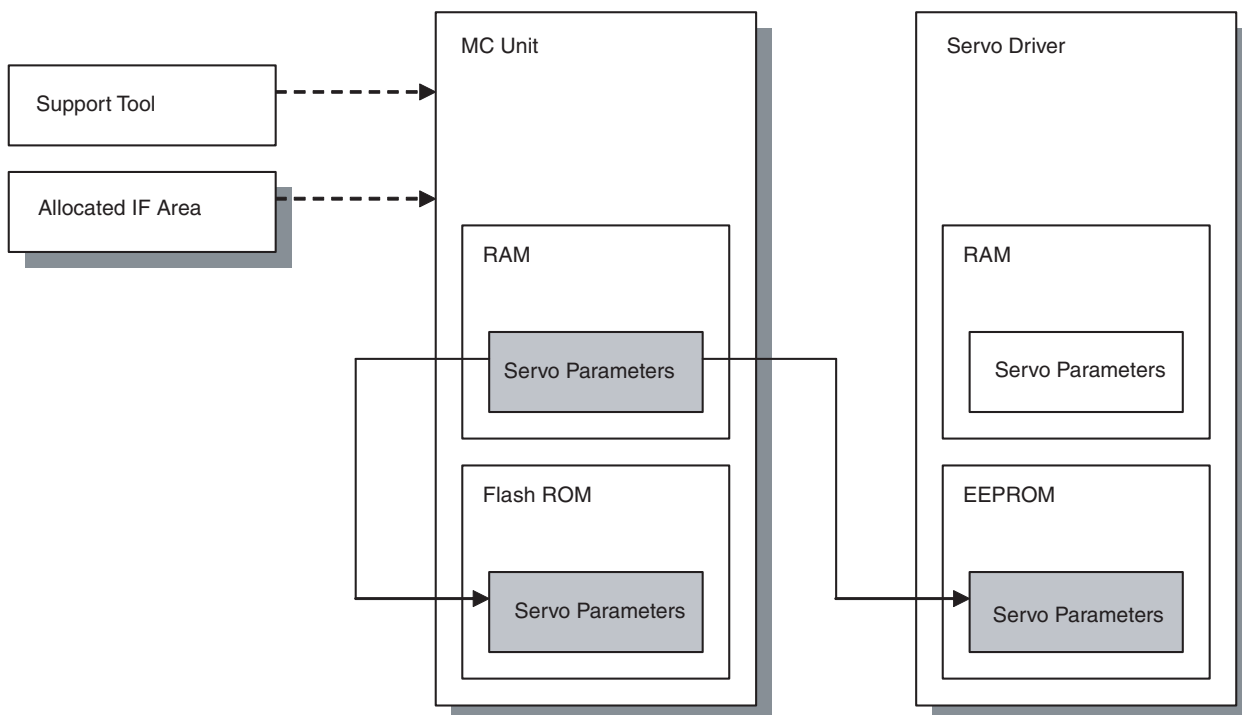 MC Unit
Servo Driver
Support Tool
Allocated IF Area
RAM
RAM
Servo Parameters
Servo Parameters
Flash ROM
EEPROM
Servo Parameters
Servo Parameters